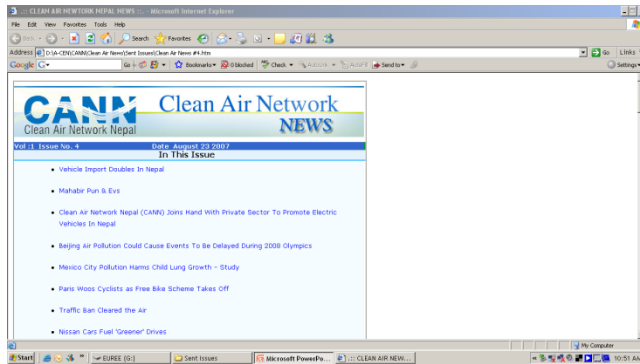 .:: CLEAN AIR NEWTORK NEPAL NEWS ::. - Microsoft Internet Explorer
File Edit View Favorites Tools Help
Back Search Favorites
Address D:\A-CEN\CANN\Clean Air News\Sent Issues\Clean Air News #4.htm Go Links
Google G Go Bookmarks 0 blocked Check AutoLink AutoFill Send to Settings
CANN Clean Air Network
Clean Air Network Nepal NEWS
Vol :1 Issue No. 4 Date August 23 2007
In This Issue
• Vehicle Import Doubles In Nepal
• Mahabir Pun & Evs
• Clean Air Network Nepal (CANN) Joins Hand With Private Sector To Promote Electric
Vehicles In Nepal
• Beijing Air Pollution Could Cause Events To Be Delayed During 2008 Olympics
• Mexico City Pollution Harms Child Lung Growth - Study
• Paris Woos Cyclists as Free Bike Scheme Takes Off
• Traffic Ban Cleared the Air
• Nissan Cars Fuel 'Greener' Drives
My Computer
Start EUREE (G:) Sent Issues Microsoft PowerPo... .:: CLEAN AIR NEW... 10:51 AM